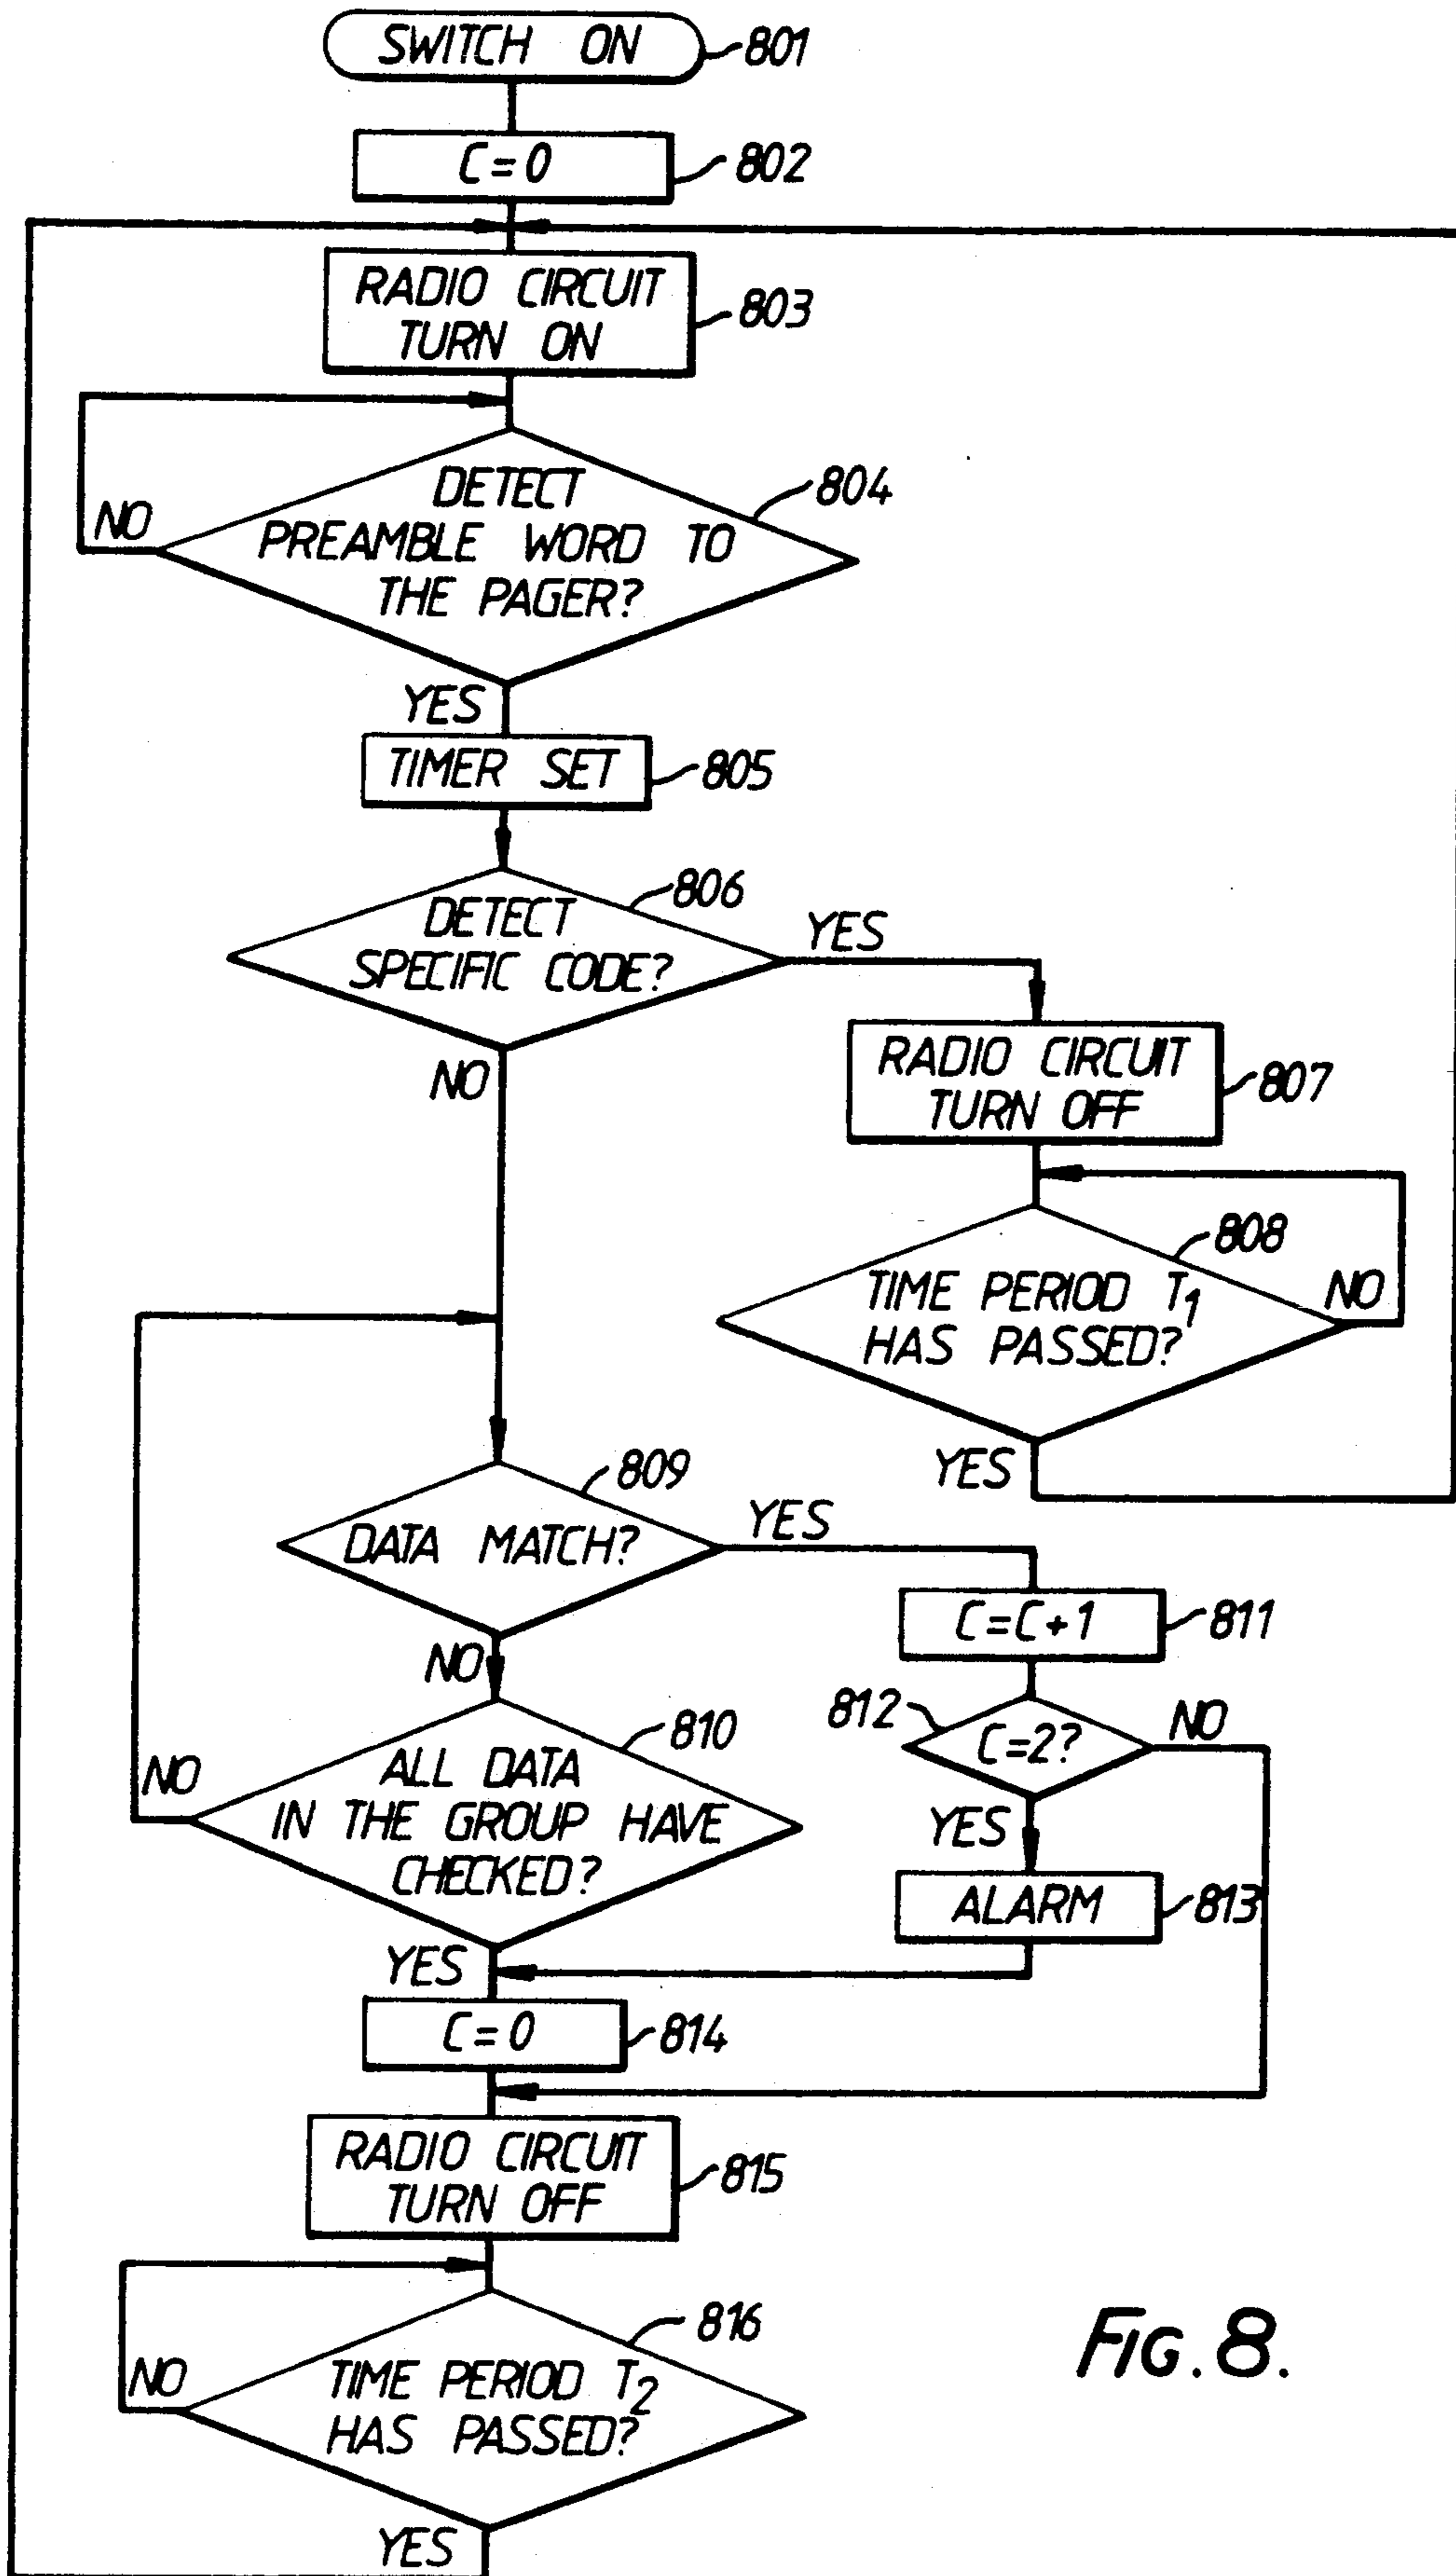 SWITCH ON
801
C=0
802
RADIO CIRCUIT
TURN ON
803
DETECT
PREAMBLE WORD TO
THE PAGER?
804
NO
YES
TIMER SET
805
DETECT
SPECIFIC CODE?
806
YES
NO
RADIO CIRCUIT
TURN OFF
807
TIME PERIOD T1
HAS PASSED?
808
NO
YES
DATA MATCH?
809
YES
NO
C=C+1
811
812
C=2?
NO
YES
ALL DATA
IN THE GROUP HAVE
CHECKED?
810
NO
YES
ALARM
813
C=0
814
RADIO CIRCUIT
TURN OFF
815
TIME PERIOD T2
HAS PASSED?
816
NO
YES
FIG. 8.